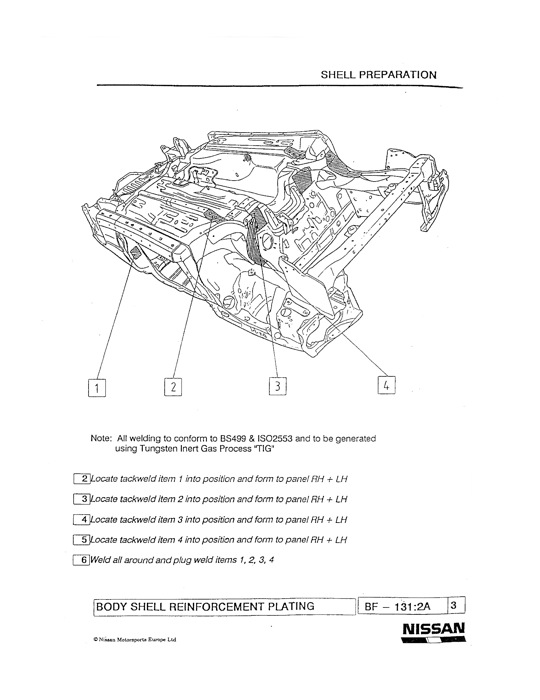 SHELL PREPARATION
1 2 3 4
Note: All welding to conform to BS499 & ISO2553 and to be generated
using Tungsten Inert Gas Process "TIG"
2 Locate tackweld item 1 into position and form to panel RH + LH
3 Locate tackweld item 2 into position and form to panel RH + LH
4 Locate tackweld item 3 into position and form to panel RH + LH
5 Locate tackweld item 4 into position and form to panel RH + LH
6 Weld all around and plug weld items 1, 2, 3, 4
BODY SHELL REINFORCEMENT PLATING BF - 131:2A 3
NISSAN
© Nissan Motorsports Europe Ltd